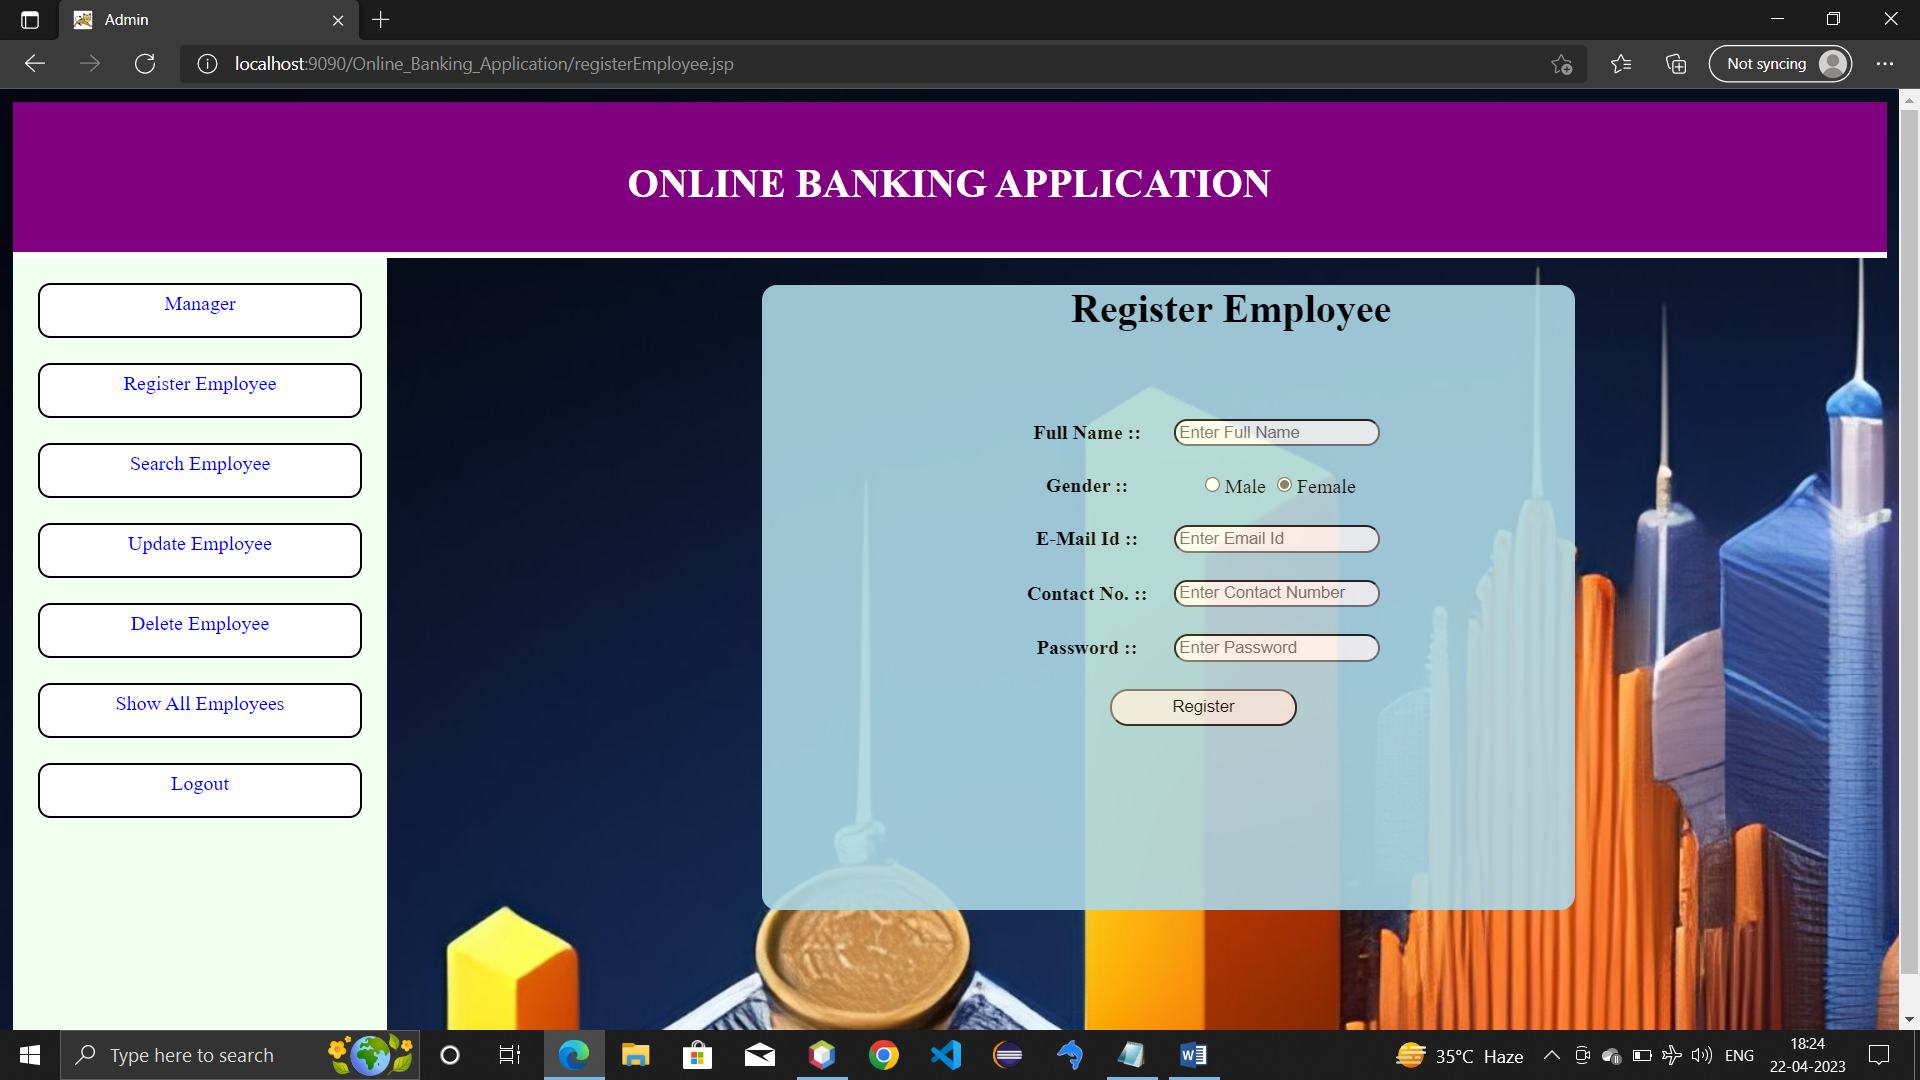 Admin
localhost:9090/Online_Banking_Application/registerEmployee.jsp
Not syncing
ONLINE BANKING APPLICATION
Manager
Register Employee
Search Employee
Update Employee
Delete Employee
Show All Employees
Logout
Register Employee
Full Name :: Enter Full Name
Gender :: Male Female
E-Mail Id :: Enter Email Id
Contact No. :: Enter Contact Number
Password :: Enter Password
Register
Type here to search
35°C Haze
ENG
18:24
22-04-2023